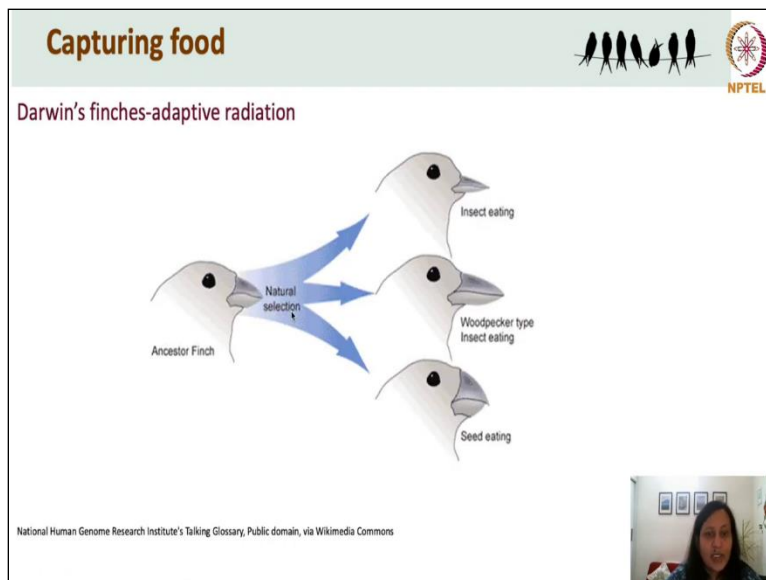 Capturing food
NPTEL
Darwin's finches-adaptive radiation
Insect eating
Natural
selection
Woodpecker type
Insect eating
Ancestor Finch
Seed eating
National Human Genome Research Institute's Talking Glossary, Public domain, via Wikimedia Commons